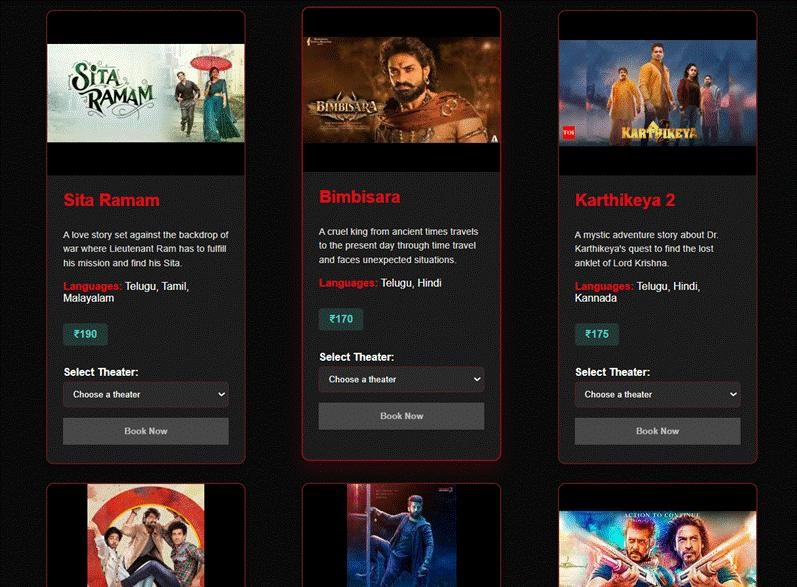 SiTA
RAMAM
Sita Ramam
A love story set against the backdrop of
war where Lieutenant Ram has to fulfill
his mission and find his Sita.
Languages: Telugu, Tamil,
Malayalam
₹190
Select Theater:
Choose a theater
Book Now
BIMBISARA
Bimbisara
A cruel king from ancient times travels
to the present day through time travel
and faces unexpected situations.
Languages: Telugu, Hindi
₹170
Select Theater:
Choose a theater
Book Now
TOI
KARTHIKEYA 2
Karthikeya 2
A mystic adventure story about Dr.
Karthikeya's quest to find the lost
anklet of Lord Krishna.
Languages: Telugu, Hindi,
Kannada
₹175
Select Theater:
Choose a theater
Book Now
ACTION TO CONTINUE